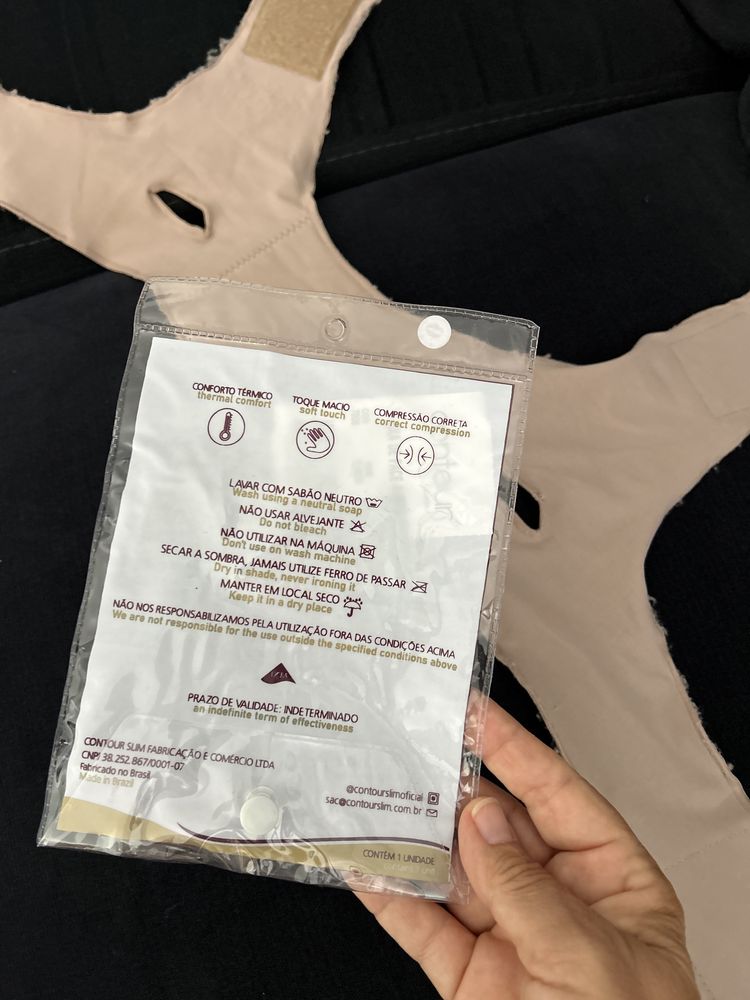 CONFORTO TÉRMICO
thermal comfort
TOQUE MACIO
soft touch
COMPRESSÃO CORRETA
correct compression
LAVAR COM SABÃO NEUTRO
Wash using a neutral soap
NÃO USAR ALVEJANTE
Do not bleach
NÃO UTILIZAR NA MÁQUINA
Don't use on wash machine
SECAR A SOMBRA, JAMAIS UTILIZE FERRO DE PASSAR
Dry in shade, never ironing it
MANTER EM LOCAL SECO
Keep it in a dry place
NÃO NOS RESPONSABILIZAMOS PELA UTILIZAÇÃO FORA DAS CONDIÇÕES ACIMA
We are not responsible for the use outside the specified conditions above
PRAZO DE VALIDADE: INDETERMINADO
an indefinite term of effectiveness
CONTOUR SLIM FABRICAÇÃO E COMÉRCIO LTDA
CNPJ 38.252.867/0001-07
Fabricado no Brasil
Made in Brazil
@contourslimoficial
sac@contourslim.com.br
CONTÉM 1 UNIDADE